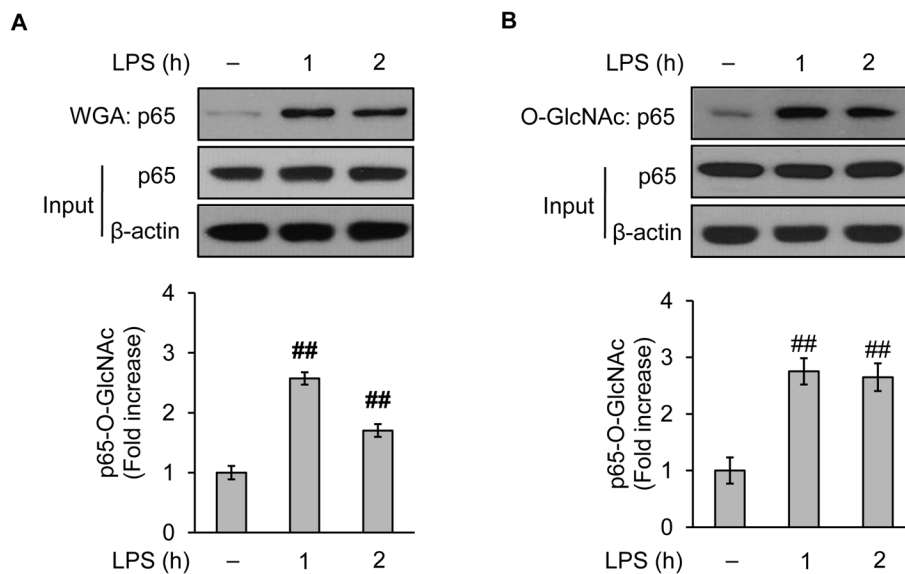 A
LPS (h) – 1 2
WGA: p65
Input
p65
β-actin
p65-O-GlcNAc
(Fold increase)
4
3
2
1
0
##
##
LPS (h) – 1 2
B
LPS (h) – 1 2
O-GlcNAc: p65
Input
p65
β-actin
p65-O-GlcNAc
(Fold increase)
4
3
2
1
0
##
##
LPS (h) – 1 2